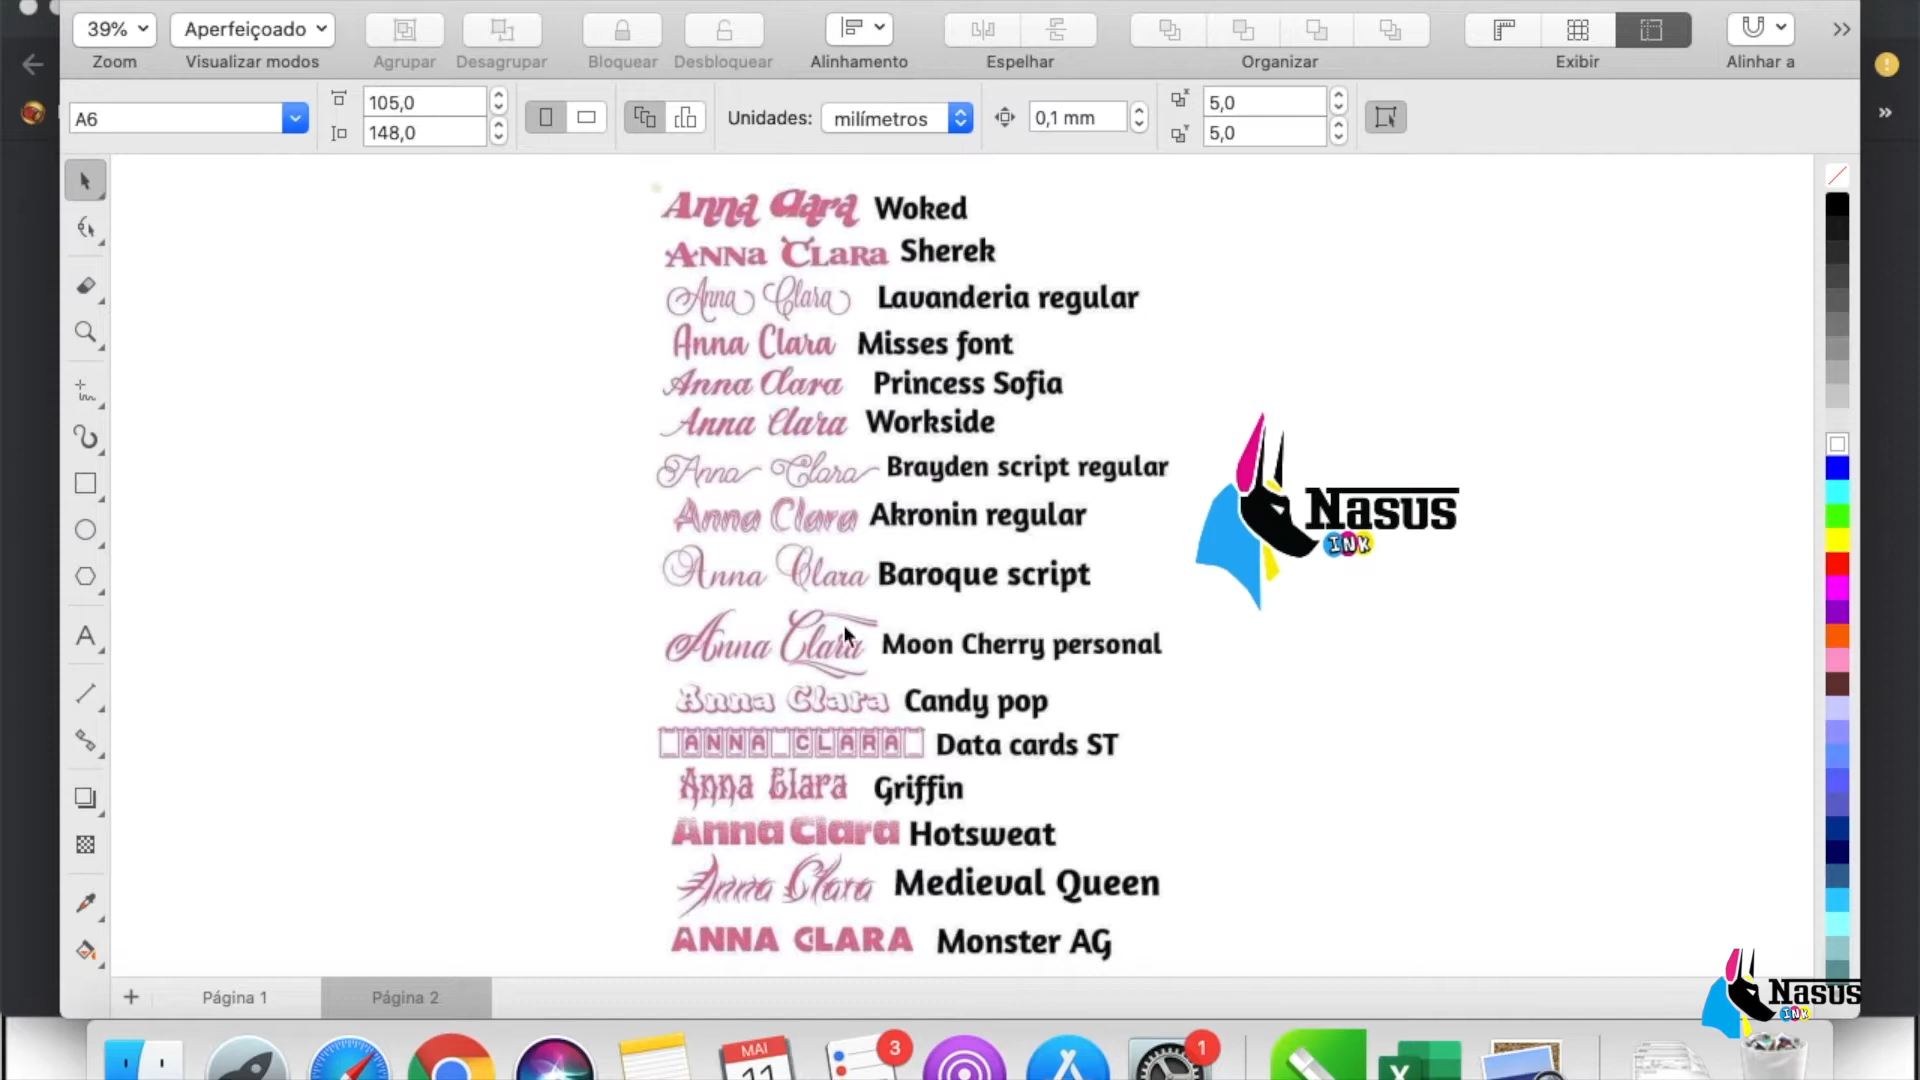 39% Aperfeiçoado
Zoom Visualizar modos Agrupar Desagrupar Bloquear Desbloquear Alinhamento Espelhar Organizar Exibir Alinhar a
A6 105,0 148,0 Unidades: milímetros 0,1 mm 5,0 5,0
Anna Clara Woked
Anna Clara Sherek
Anna Clara Lavanderia regular
Anna Clara Misses font
Anna Clara Princess Sofia
Anna Clara Workside
Anna Clara Brayden script regular
Anna Clara Akronin regular
Anna Clara Baroque script
Anna Clara Moon Cherry personal
Anna Clara Candy pop
ANNA CLARA Data cards ST
Anna Clara Griffin
Anna Clara Hotsweat
Anna Clara Medieval Queen
ANNA CLARA Monster AG
Nasus
INK
Página 1 Página 2
Nasus
INK
MAI
11
3
1